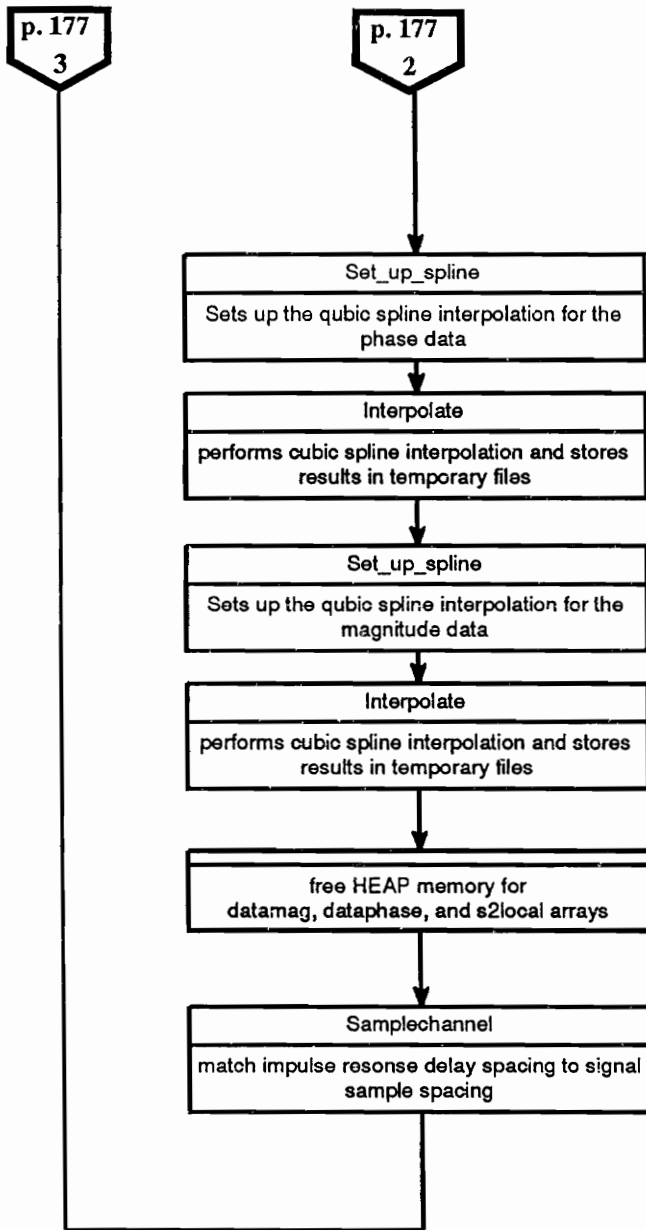 p. 177
3
p. 177
2
Set_up_spline
Sets up the qubic spline interpolation for the
phase data
Interpolate
performs cubic spline interpolation and stores
results in temporary files
Set_up_spline
Sets up the qubic spline interpolation for the
magnitude data
Interpolate
performs cubic spline interpolation and stores
results in temporary files
free HEAP memory for
datamag, dataphase, and s2local arrays
Samplechannel
match impulse resonse delay spacing to signal
sample spacing